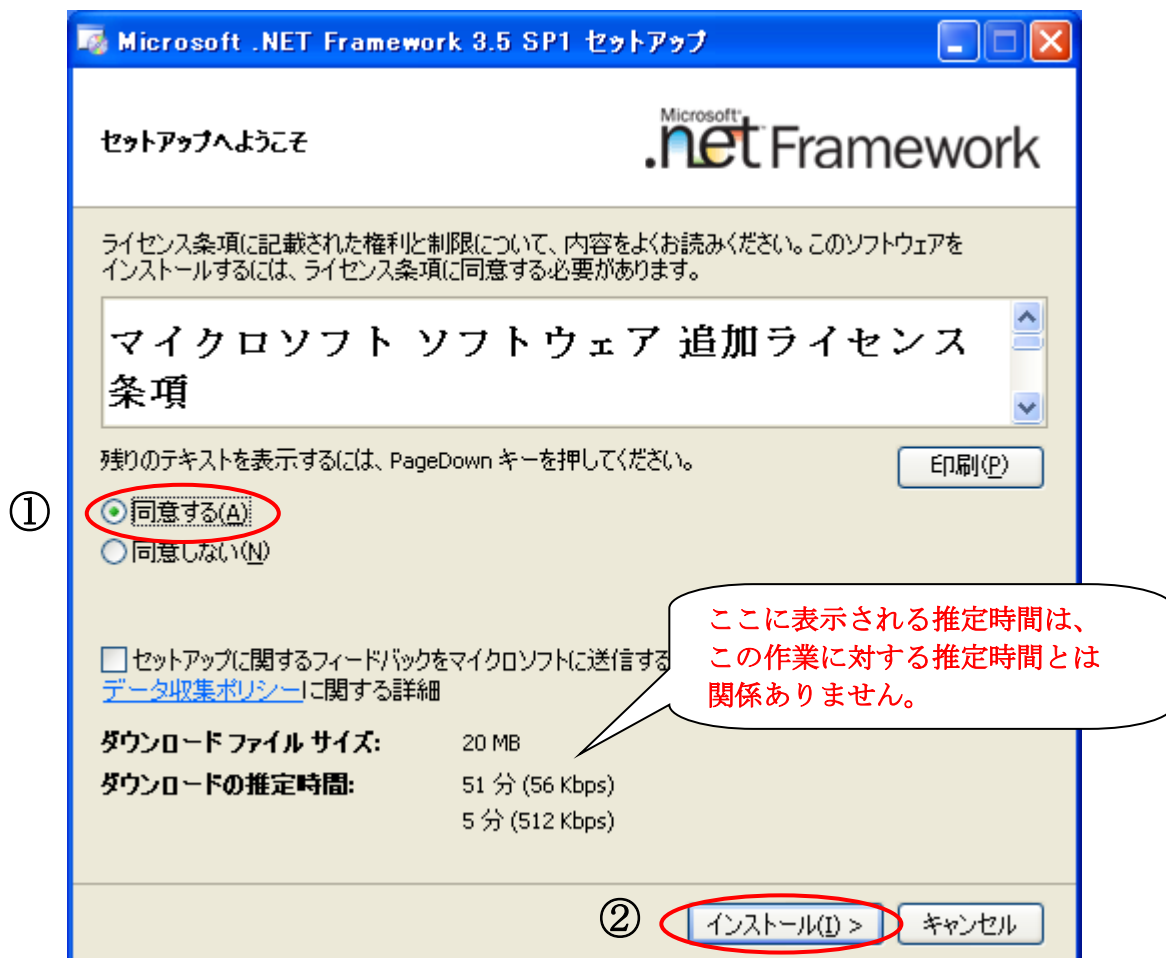 Microsoft .NET Framework 3.5 SP1 セットアップ
セットアップへようこそ
Microsoft
.net Framework
ライセンス条項に記載された権利と制限について、内容をよくお読みください。このソフトウェアを
インストールするには、ライセンス条項に同意する必要があります。
マイクロソフト ソフトウェア 追加ライセンス
条項
残りのテキストを表示するには、PageDown キーを押してください。
印刷(P)
①
同意する(A)
同意しない(N)
ここに表示される推定時間は、
この作業に対する推定時間とは
関係ありません。
セットアップに関するフィードバックをマイクロソフトに送信する
データ収集ポリシーに関する詳細
ダウンロード ファイル サイズ: 20 MB
ダウンロードの推定時間: 51 分 (56 Kbps)
5 分 (512 Kbps)
②
インストール(I) >
キャンセル